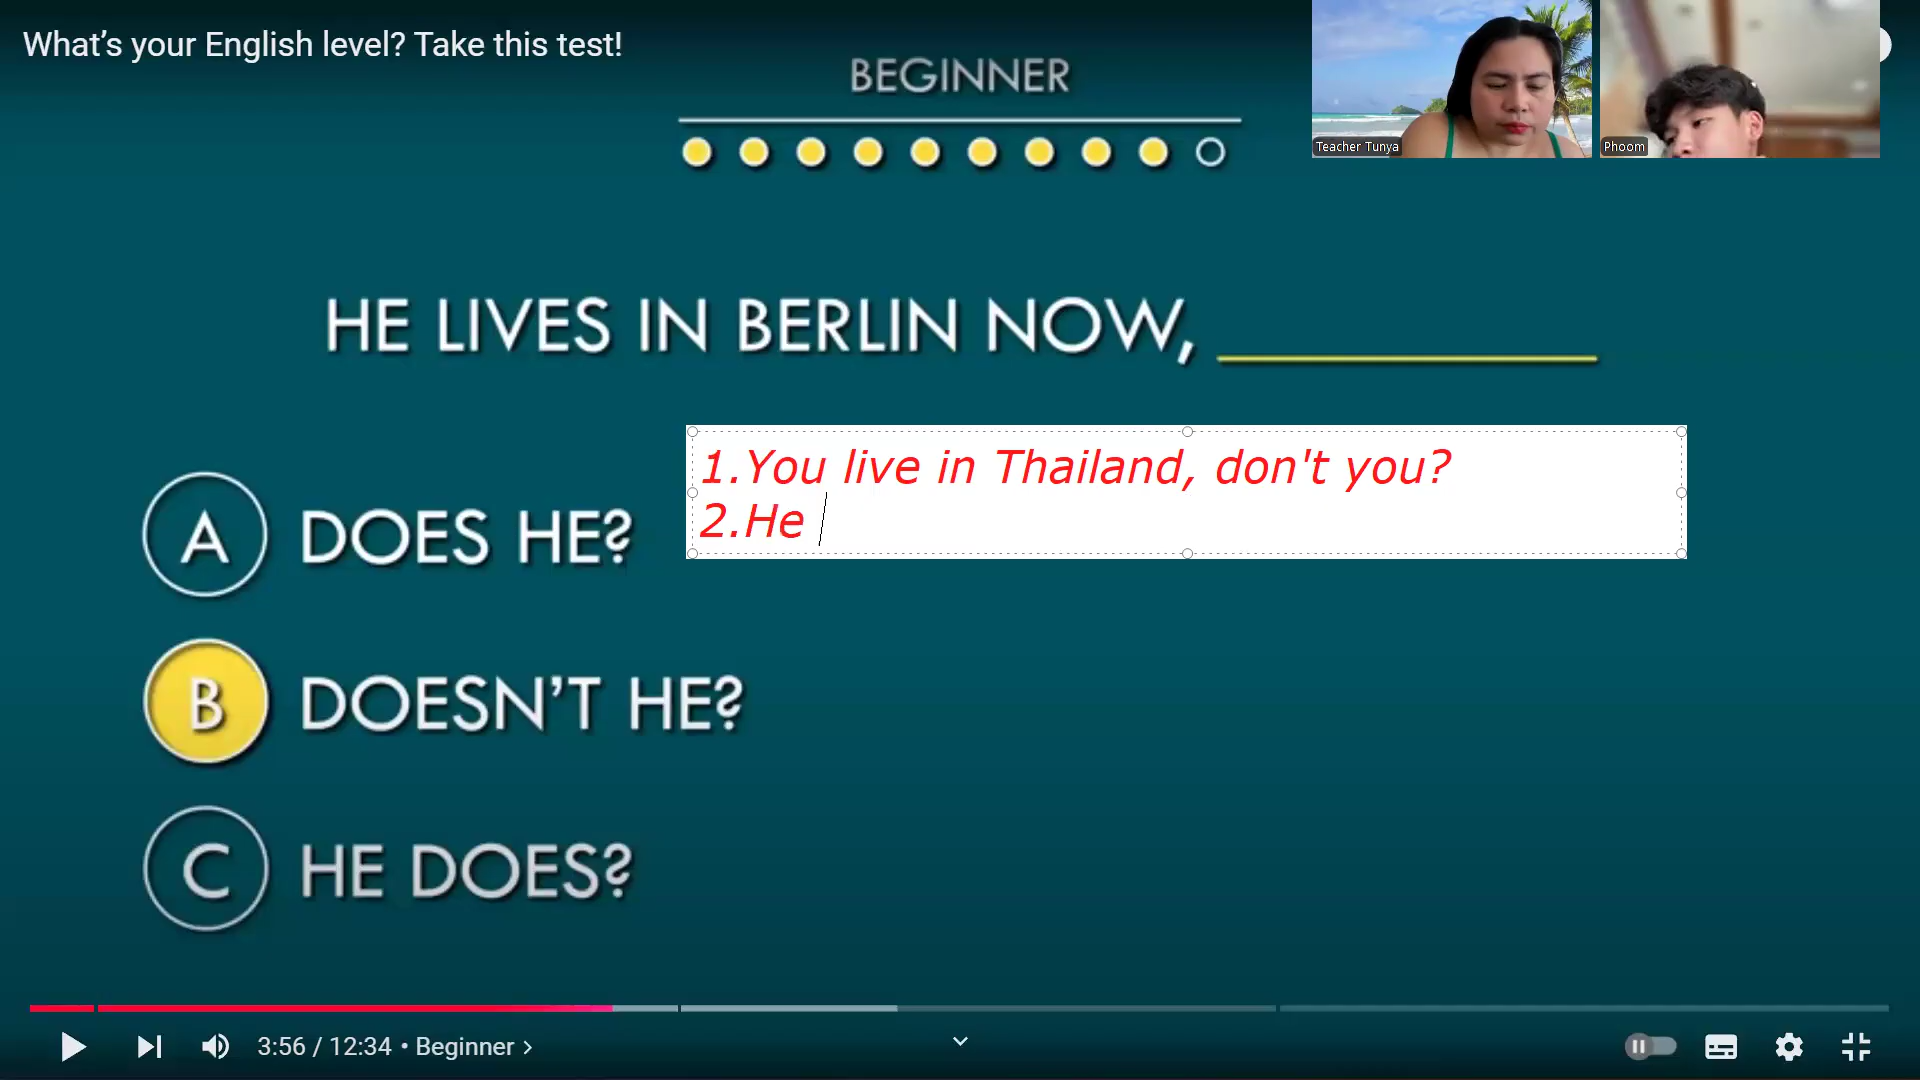 What’s your English level? Take this test!
BEGINNER
Teacher Tunya
Phoom
HE LIVES IN BERLIN NOW, __________
1.You live in Thailand, don't you?
2.He
A DOES HE?
B DOESN’T HE?
C HE DOES?
3:56 / 12:34 • Beginner